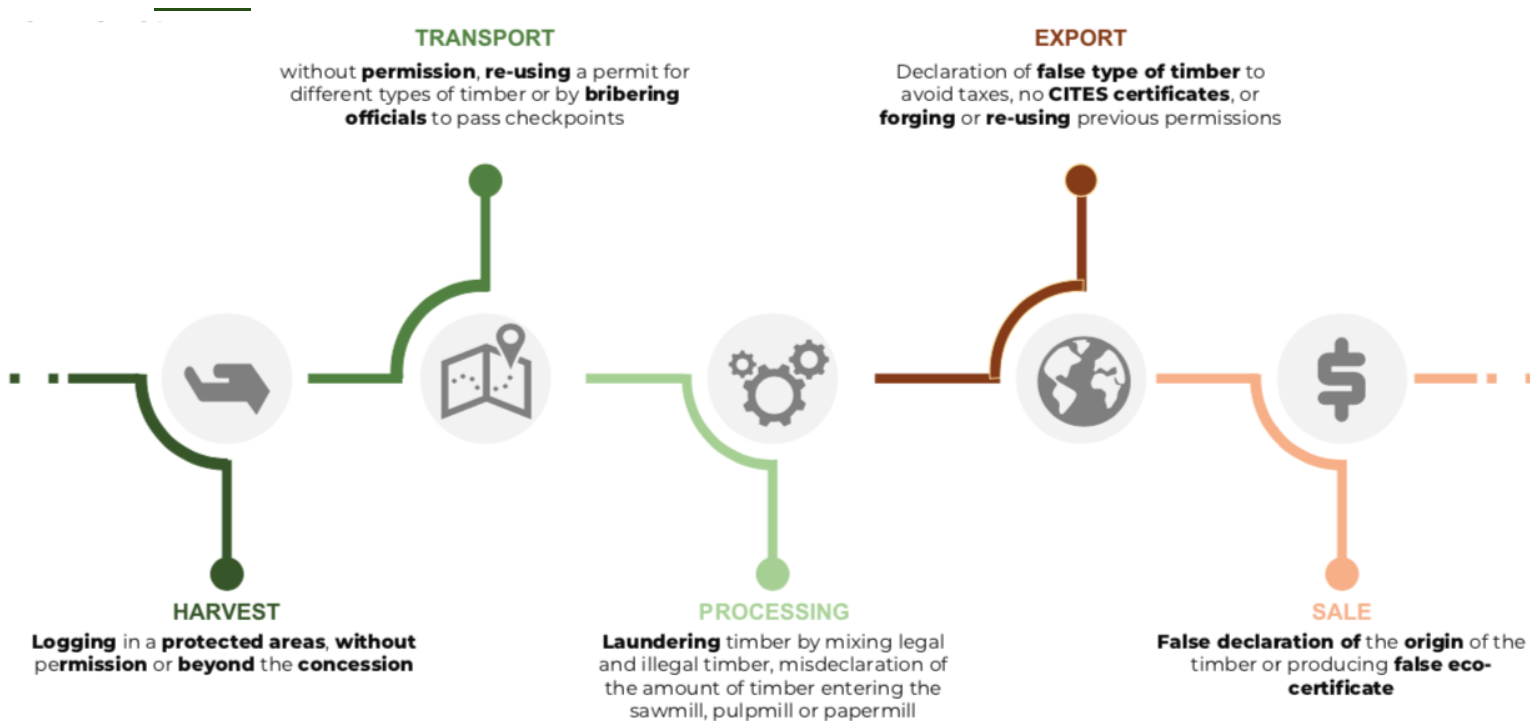 TRANSPORT
without permission, re-using a permit for
different types of timber or by bribering
officials to pass checkpoints
EXPORT
Declaration of false type of timber to
avoid taxes, no CITES certificates, or
forging or re-using previous permissions
HARVEST
Logging in a protected areas, without
permission or beyond the concession
PROCESSING
Laundering timber by mixing legal
and illegal timber, misdeclaration of
the amount of timber entering the
sawmill, pulpmill or papermill
SALE
False declaration of the origin of the
timber or producing false eco-
certificate